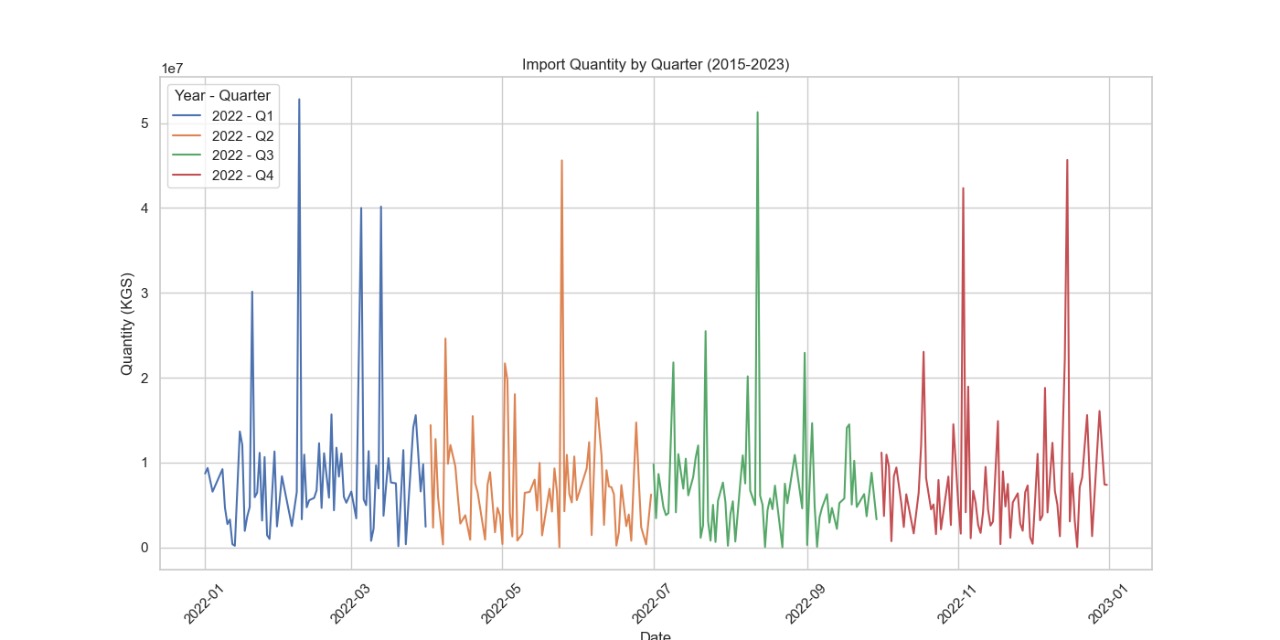 Import Quantity by Quarter (2015-2023)
1e7
Year - Quarter
2022 - Q1
2022 - Q2
2022 - Q3
2022 - Q4
5
4
3
2
1
0
Quantity (KGS)
2022-01
2022-03
2022-05
2022-07
2022-09
2022-11
2023-01
Date